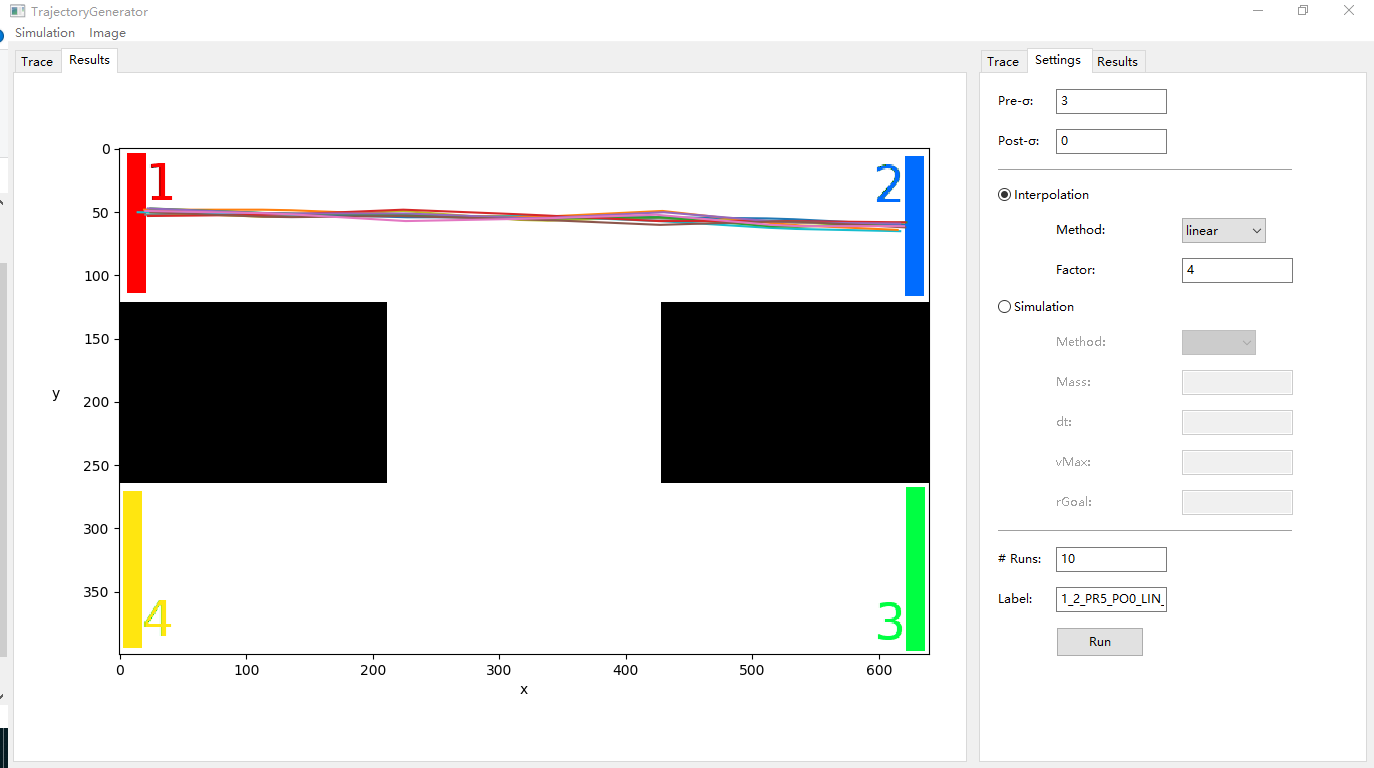 TrajectoryGenerator
Simulation Image
Trace Results
0
50
100
150
200
250
300
350
y
0 100 200 300 400 500 600
x
1
2
4
3
Trace Settings Results
Pre-σ: 3
Post-σ: 0
Interpolation
Method: linear
Factor: 4
Simulation
Method:
Mass:
dt:
vMax:
rGoal:
# Runs: 10
Label: 1_2_PR5_PO0_LIN_
Run